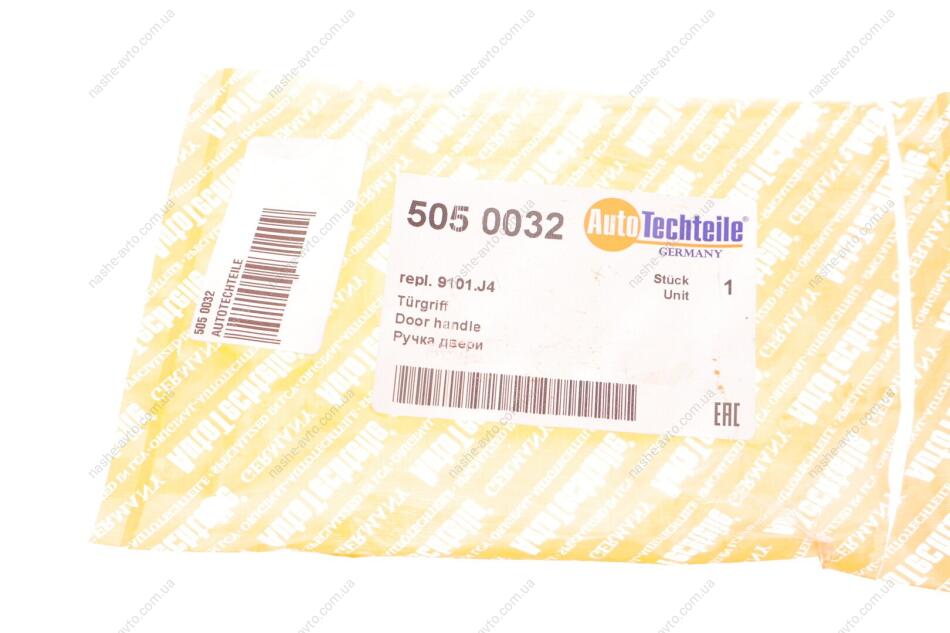 505 0032
AUTOTECHTEILE
505 0032
AutoTechteile®
GERMANY
repl. 9101.J4
Stück
Unit
1
Türgriff
Door handle
Ручка двери
EAC
nashe-avto.com.ua